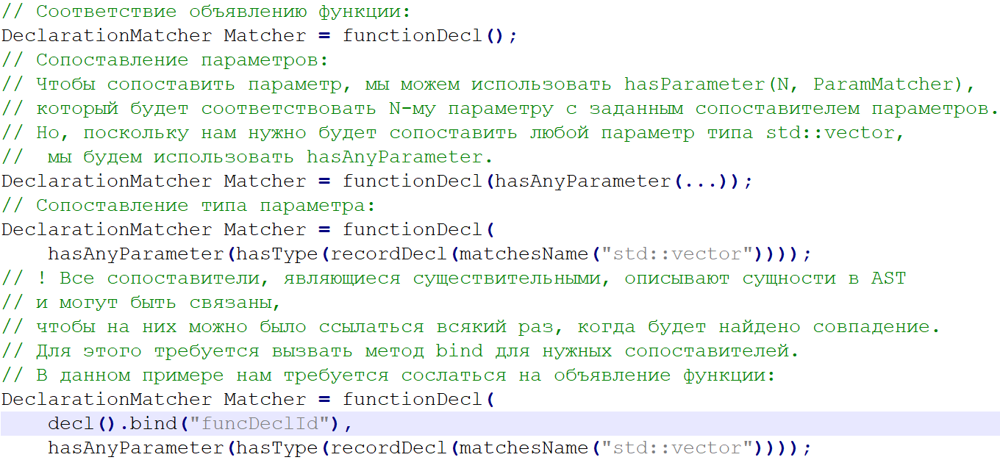 // Соответствие объявлению функции:
DeclarationMatcher Matcher = functionDecl();
// Сопоставление параметров:
// Чтобы сопоставить параметр, мы можем использовать hasParameter(N, ParamMatcher),
// который будет соответствовать N-му параметру с заданным сопоставителем параметров.
// Но, поскольку нам нужно будет сопоставить любой параметр типа std::vector,
//  мы будем использовать hasAnyParameter.
DeclarationMatcher Matcher = functionDecl(hasAnyParameter(...));
// Сопоставление типа параметра:
DeclarationMatcher Matcher = functionDecl(
    hasAnyParameter(hasType(recordDecl(matchesName("std::vector"))));
// ! Все сопоставители, являющиеся существительными, описывают сущности в AST
// и могут быть связаны,
// чтобы на них можно было ссылаться всякий раз, когда будет найдено совпадение.
// Для этого требуется вызвать метод bind для нужных сопоставителей.
// В данном примере нам требуется сослаться на объявление функции:
DeclarationMatcher Matcher = functionDecl(
    decl().bind("funcDeclId"),
    hasAnyParameter(hasType(recordDecl(matchesName("std::vector"))));